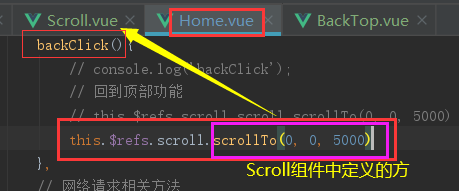 Scroll.vue Home.vue BackTop.vue
backClick(){
// console.log('backClick');
// 回到顶部功能
// this.$refs.scroll.scroll.scrollTo(0, 0, 5000)
this.$refs.scroll.scrollTo(0, 0, 5000)
},
Scroll组件中定义的方
// 网络请求相关方法